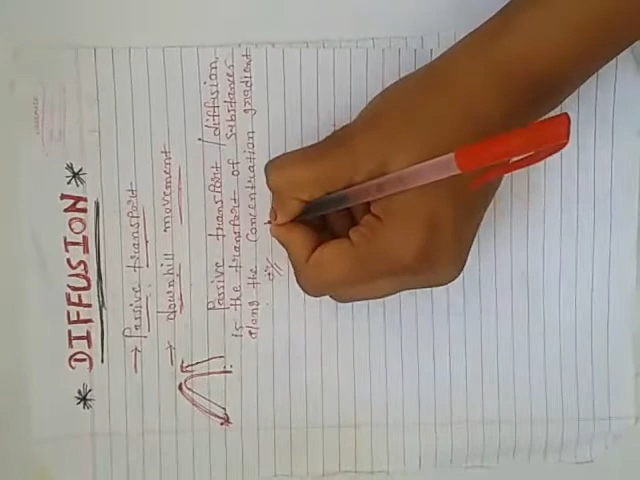 * DIFFUSION *
→ Passive transport
→ downhill movement
Passive transport / diffusion,
is the transport of substances
along the concentration gradient